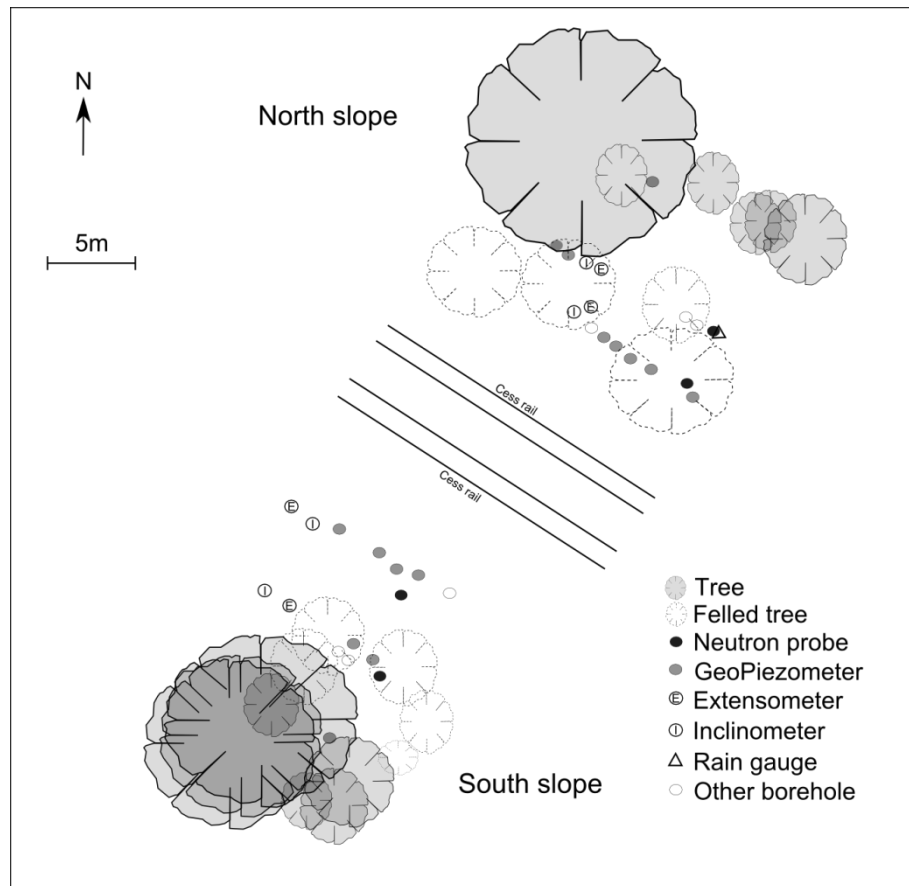 N
North slope
5m
Cess rail
Cess rail
E
I
I
E
E
I
I
E
South slope
Tree
Felled tree
Neutron probe
GeoPiezometer
E Extensometer
I Inclinometer
Rain gauge
Other borehole